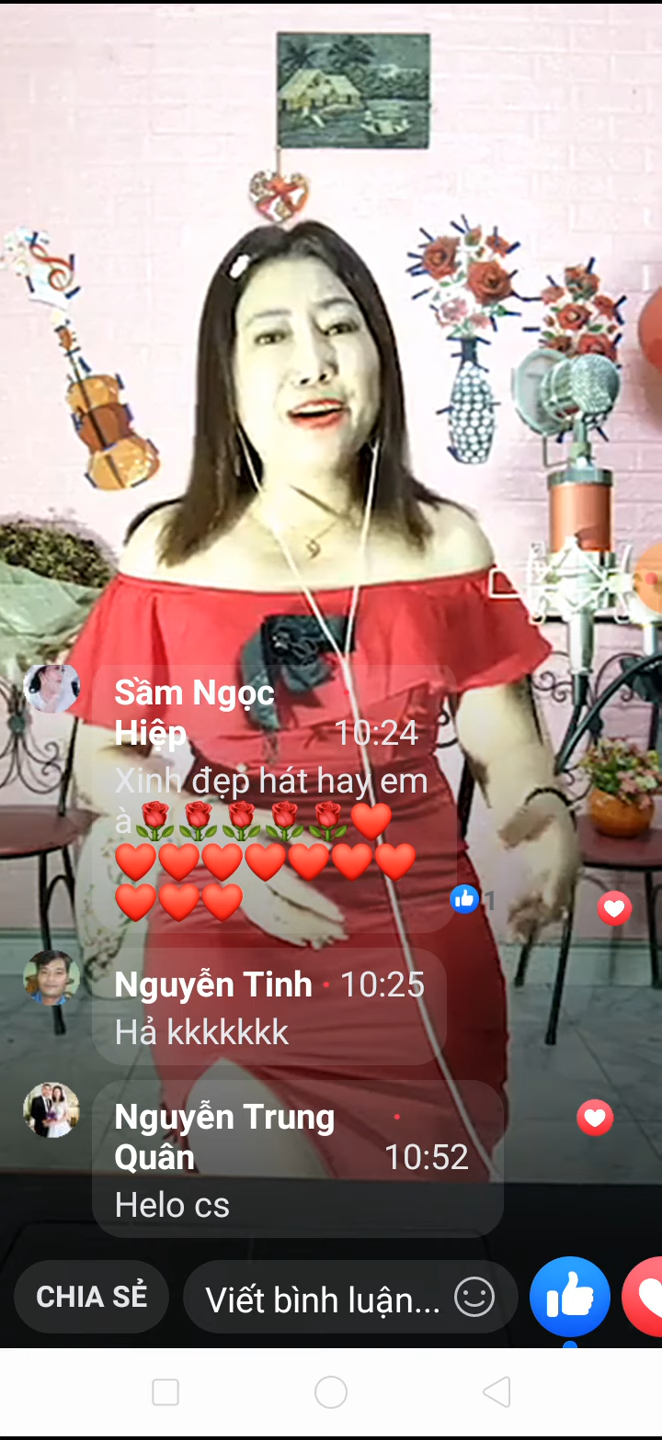 Sầm Ngọc
Hiệp 10:24
Xinh đẹp hát hay em
à🌹🌹🌹🌹🌹❤️
❤️❤️❤️❤️❤️❤️❤️
❤️❤️❤️
1
Nguyễn Tinh 10:25
Hả kkkkkkk
Nguyễn Trung
Quân 10:52
Helo cs
CHIA SẺ
Viết bình luận...